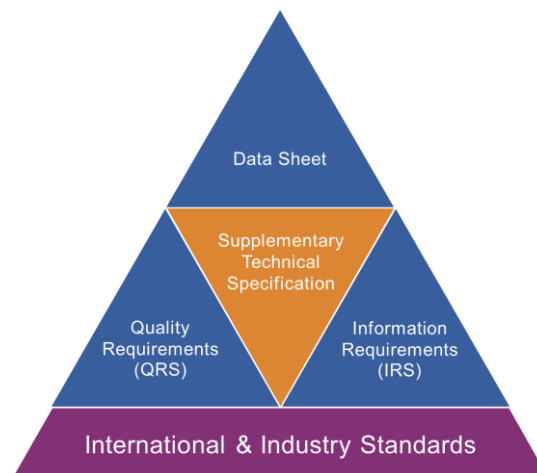 Data Sheet
Supplementary
Technical
Specification
Quality
Requirements
(QRS)
Information
Requirements
(IRS)
International & Industry Standards